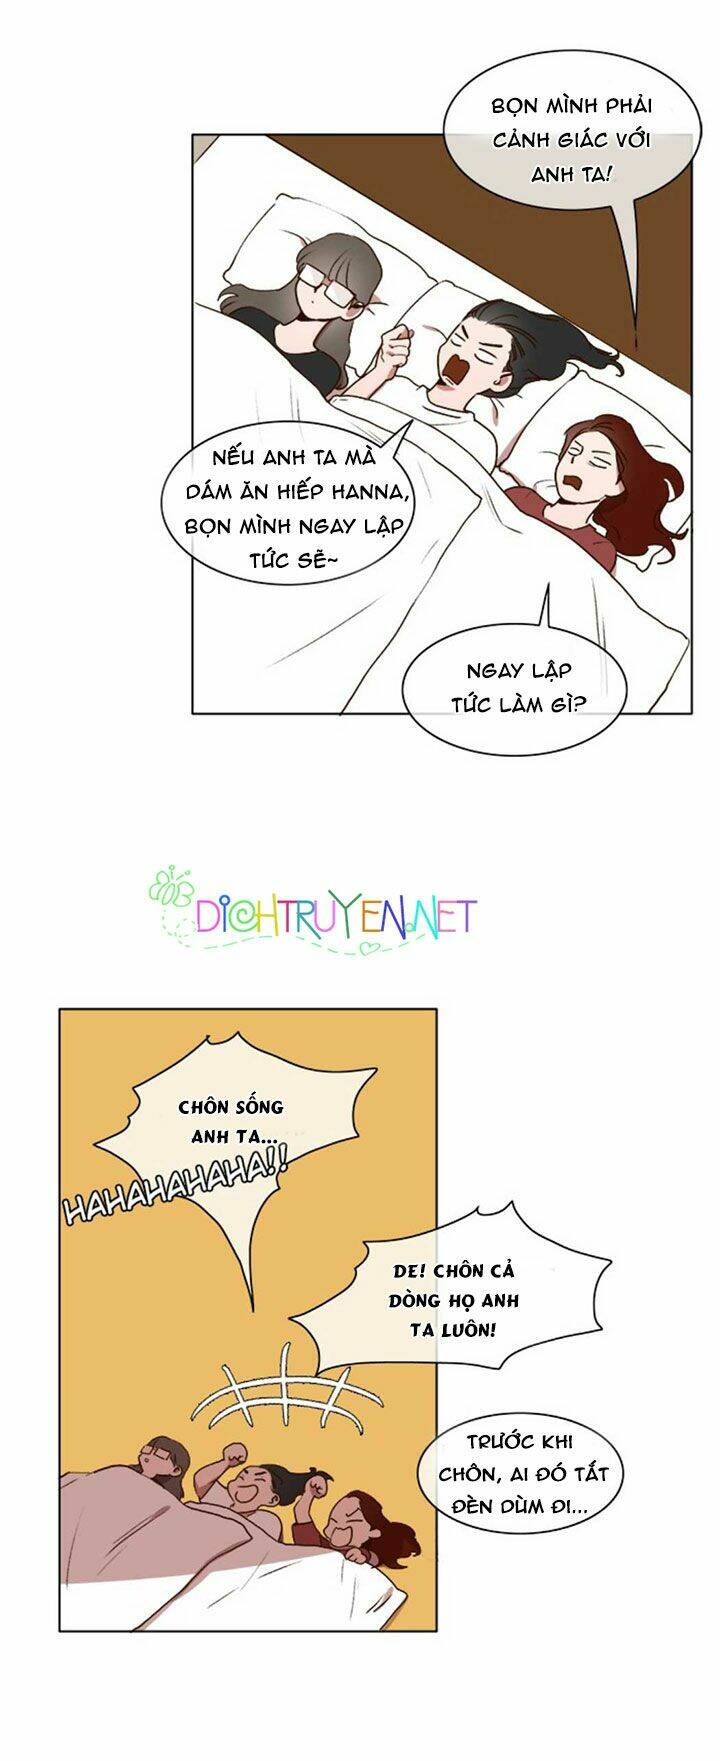 BỌN MÌNH PHẢI
CẢNH GIÁC VỚI
ANH TA!
NẾU ANH TA MÀ
DÁM ĂN HIẾP HANNA,
BỌN MÌNH NGAY LẬP
TỨC SẼ~
NGAY LẬP
TỨC LÀM GÌ?
DICHTRUYEN.NET
CHÔN SỐNG
ANH TA...
HAHAHAHAHAHA!!
DE! CHÔN CẢ
DÒNG HỌ ANH
TA LUÔN!
TRƯỚC KHI
CHÔN, AI ĐÓ TẮT
ĐÈN DÙM ĐI...